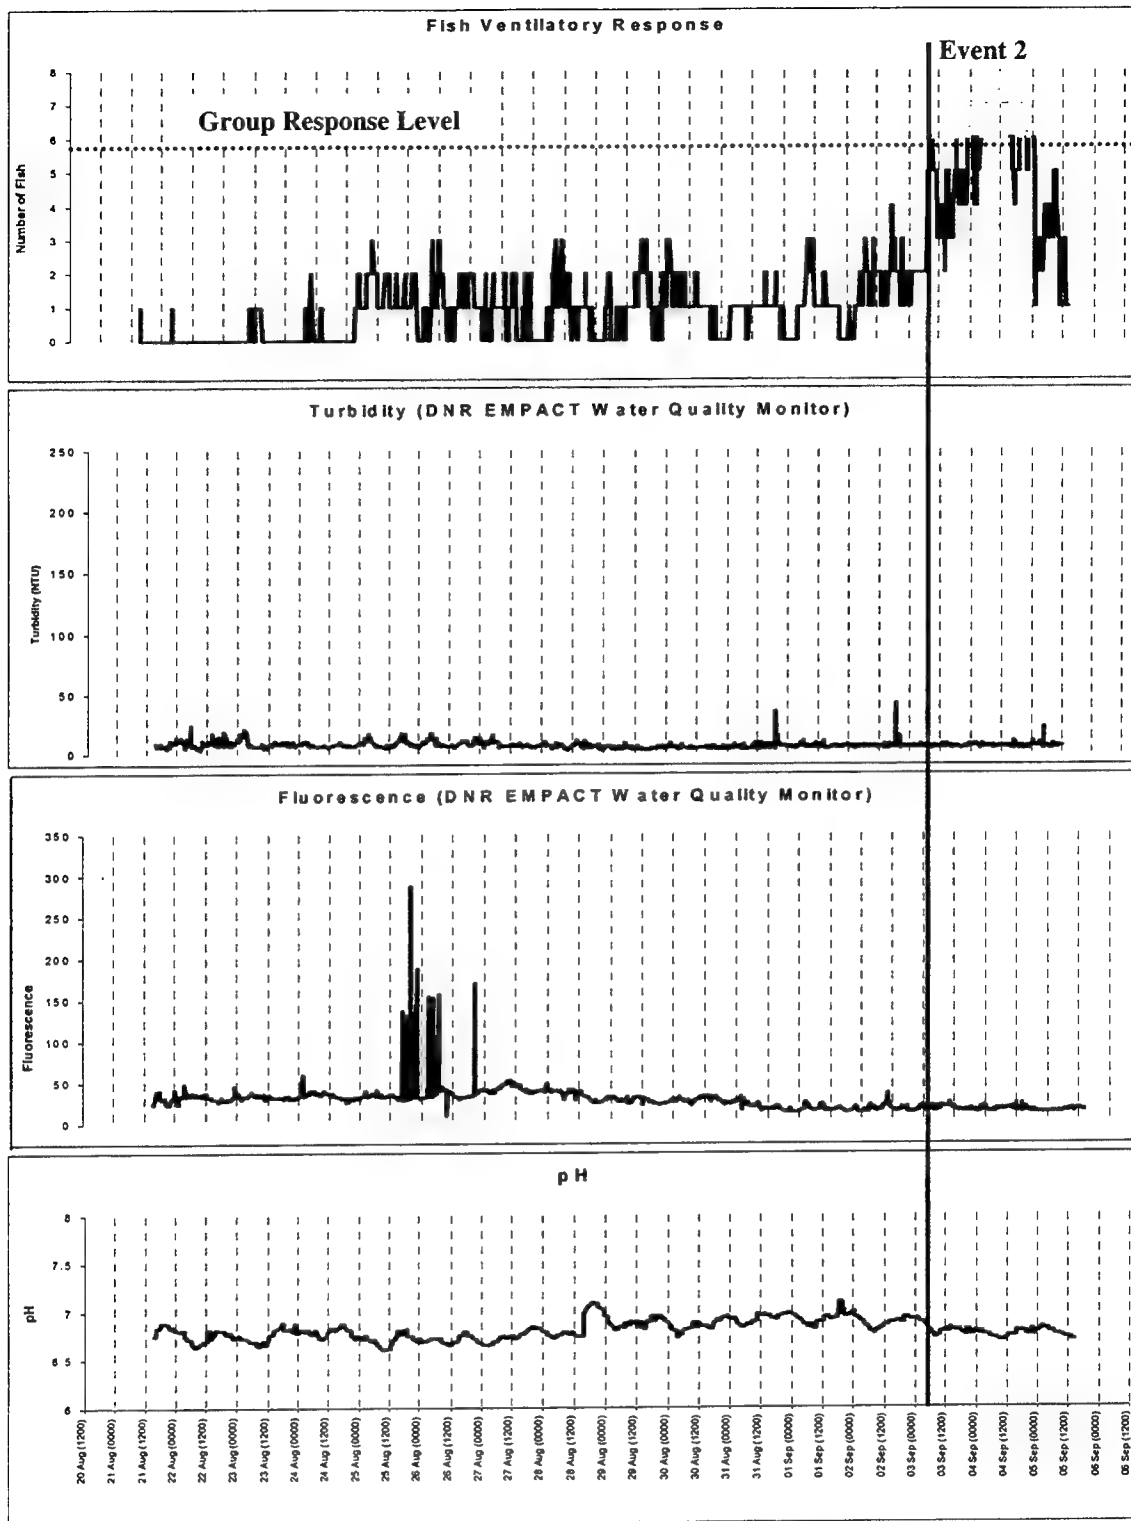 Fish Ventilatory Response
Event 2
Group Response Level
Number of Fish
8
7
6
5
4
3
2
1
0
Turbidity (DNR EMPACT Water Quality Monitor)
Turbidity (NTU)
250
200
150
100
50
0
Fluorescence (DNR EMPACT Water Quality Monitor)
Fluorescence
350
300
250
200
150
100
50
0
pH
pH
8
7.5
7
6.5
6
20 Aug (1200)
21 Aug (0000)
21 Aug (1200)
22 Aug (0000)
22 Aug (1200)
23 Aug (0000)
23 Aug (1200)
24 Aug (0000)
24 Aug (1200)
25 Aug (0000)
25 Aug (1200)
26 Aug (0000)
26 Aug (1200)
27 Aug (0000)
27 Aug (1200)
28 Aug (0000)
28 Aug (1200)
29 Aug (0000)
29 Aug (1200)
30 Aug (0000)
30 Aug (1200)
31 Aug (0000)
31 Aug (1200)
01 Sep (0000)
01 Sep (1200)
02 Sep (0000)
02 Sep (1200)
03 Sep (0000)
03 Sep (1200)
04 Sep (0000)
04 Sep (1200)
05 Sep (0000)
05 Sep (1200)
06 Sep (0000)
06 Sep (1200)